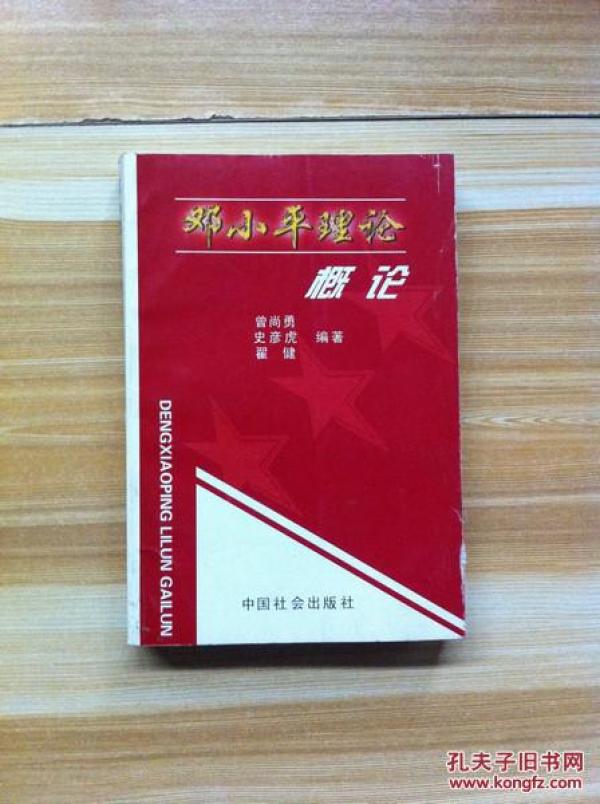 邓小平理论
概论
曾尚勇
史彦虎 编著
翟 健
DENGXIAOPING LILUN GAILUN
中国社会出版社
孔夫子旧书网
www.kongfz.com